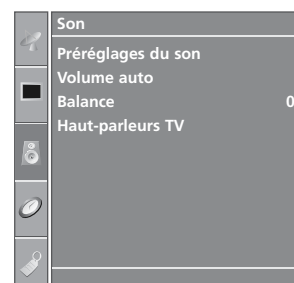 Son
Préréglages du son
Volume auto
Balance 0
Haut-parleurs TV